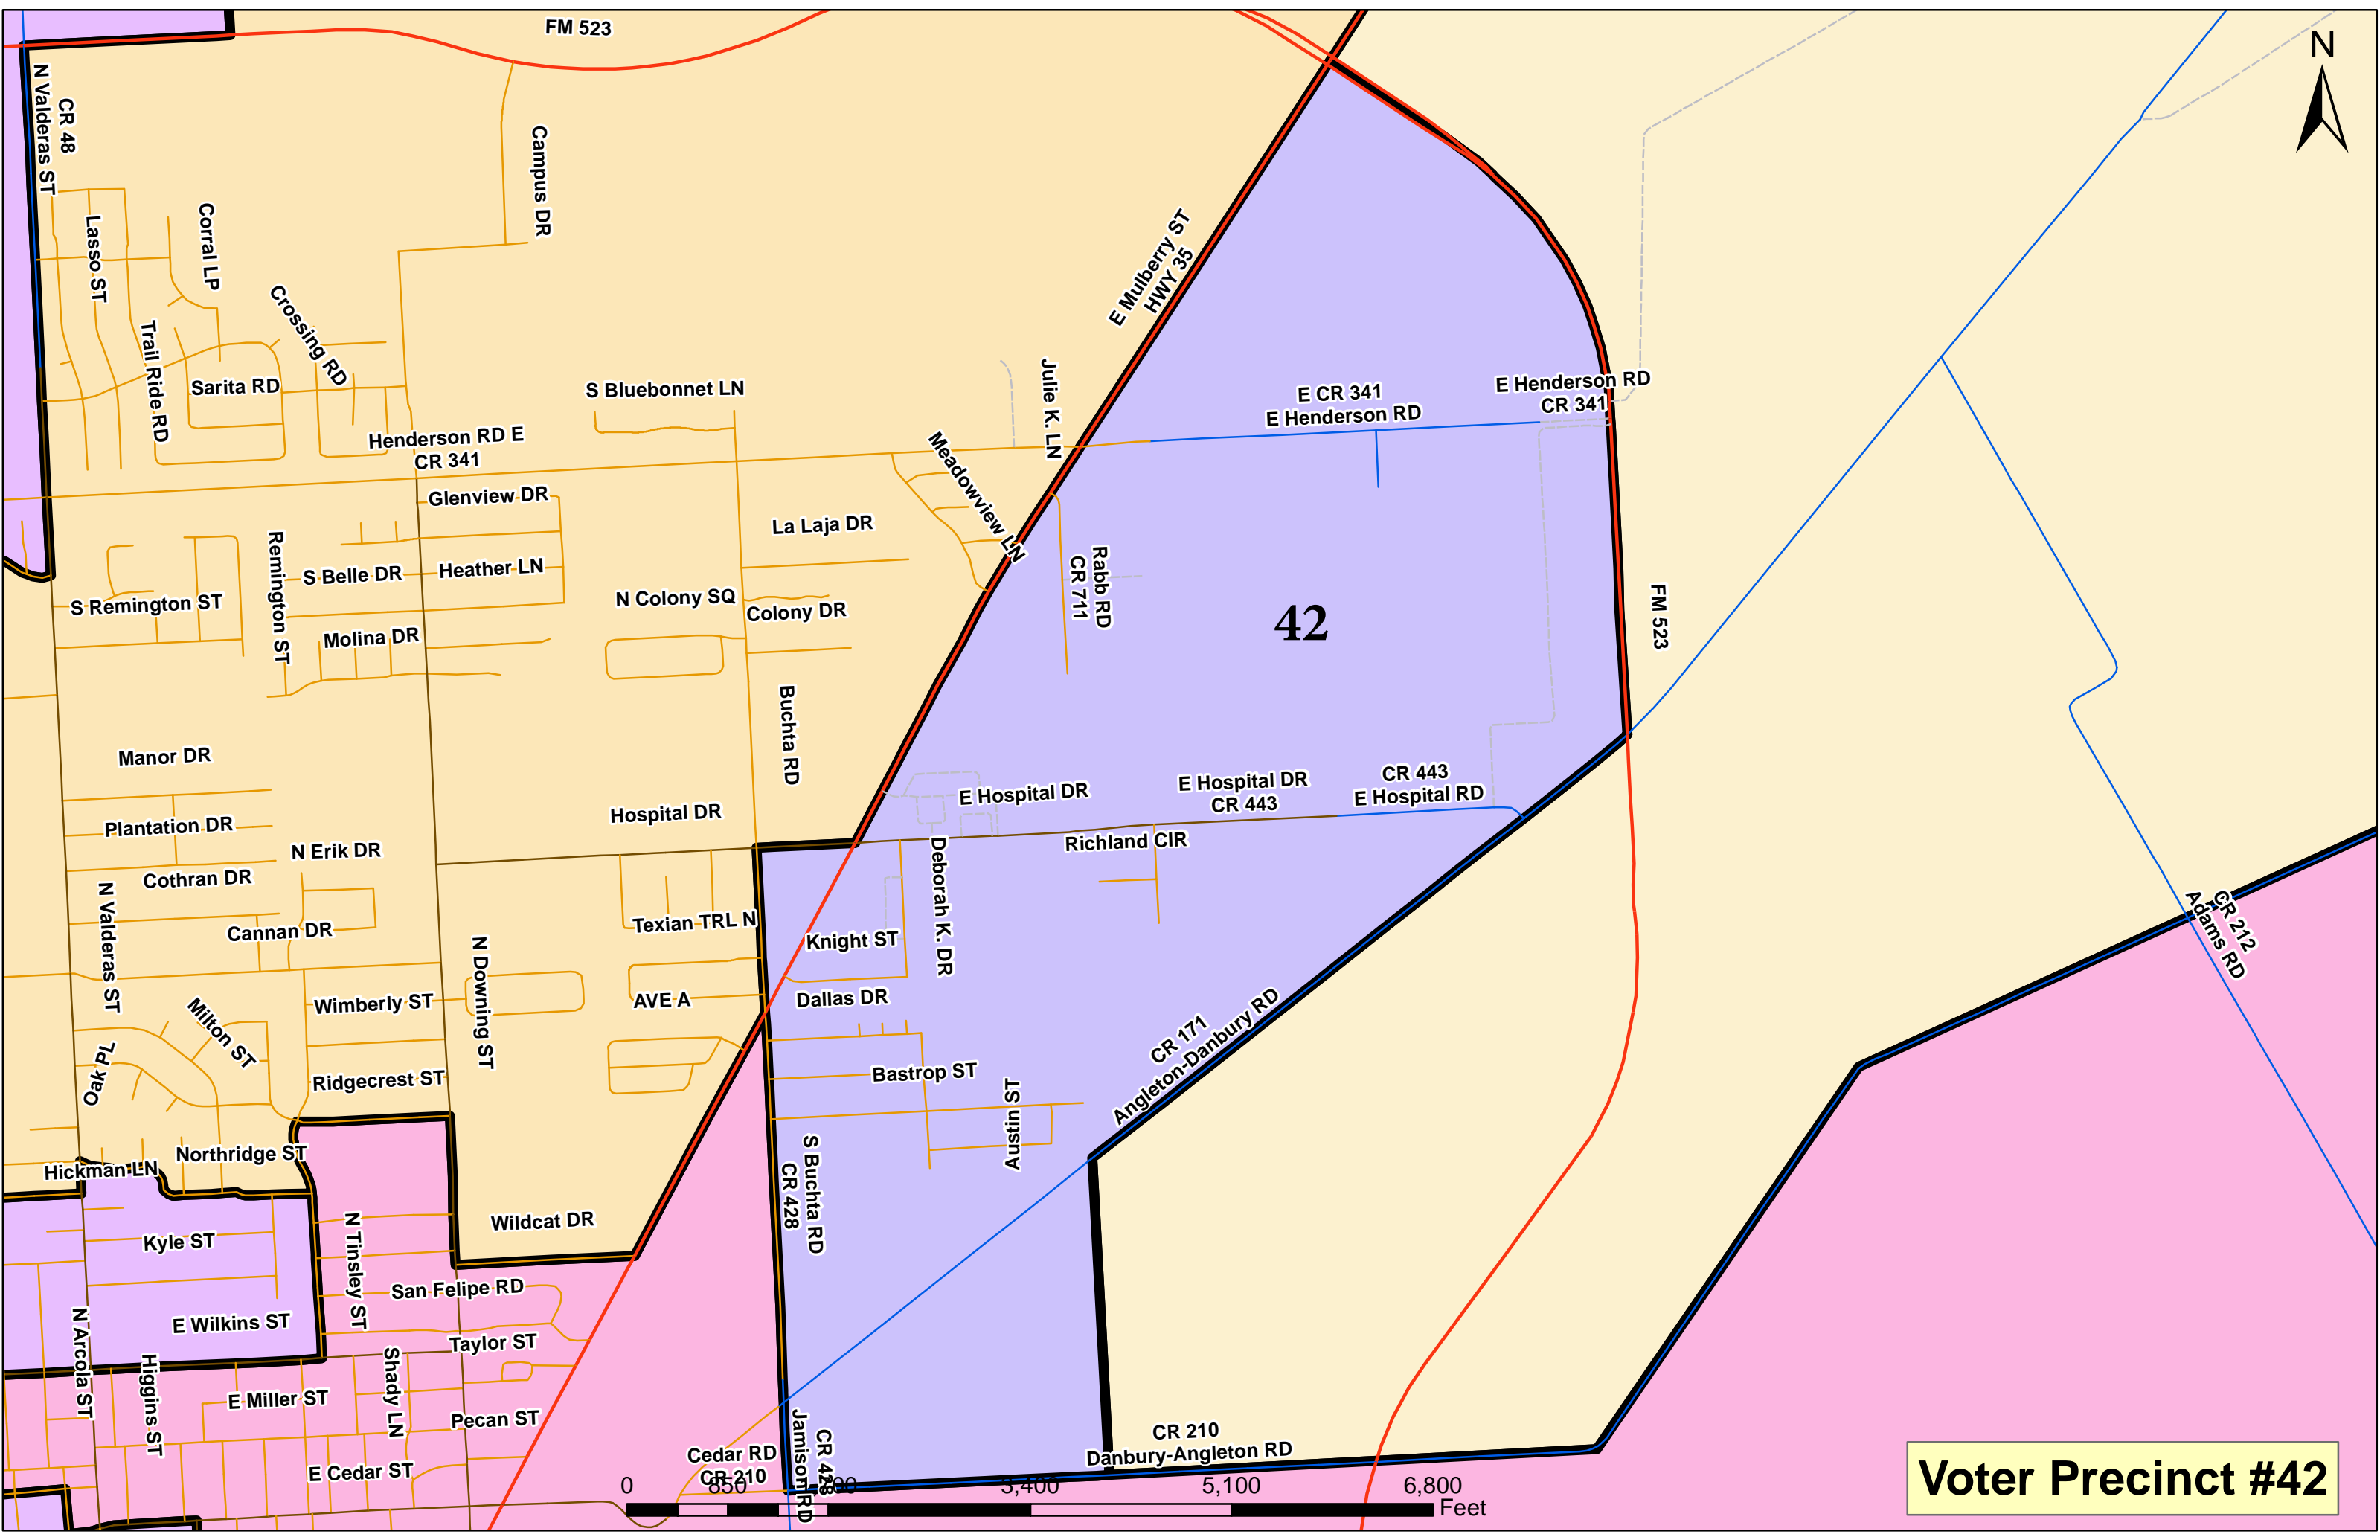 FM 523
N
N Valderas ST
CR 48
Campus DR
Lasso ST
Corral LP
Crossing RD
Trail Ride RD
Sarita RD
E Mulberry ST
HWY 35
S Bluebonnet LN
Julie K. LN
E CR 341
E Henderson RD
E Henderson RD
CR 341
Henderson RD E
CR 341
Meadowview LN
Glenview DR
La Laja DR
Remington ST
S Belle DR
Heather LN
Rabb RD
CR 711
S Remington ST
N Colony SQ
Colony DR
42
FM 523
Molina DR
Buchta RD
Manor DR
Hospital DR
E Hospital DR
E Hospital DR
CR 443
CR 443
E Hospital RD
Plantation DR
N Erik DR
Richland CIR
Cothran DR
Deborah K. DR
N Valderas ST
Cannan DR
Texian TRL N
Knight ST
CR 212
Adams RD
N Downing ST
Wimberly ST
AVE A
Dallas DR
Milton ST
Oak PL
Ridgecrest ST
Bastrop ST
Austin ST
CR 171
Angleton-Danbury RD
Northridge ST
Hickman LN
S Buchta RD
CR 428
Kyle ST
N Tinsley ST
Wildcat DR
San Felipe RD
E Wilkins ST
Taylor ST
N Arcola ST
Higgins ST
Shady LN
E Miller ST
Pecan ST
E Cedar ST
Cedar RD
CR 210
Jamison RD
CR 428
CR 210
Danbury-Angleton RD
0 850 3,400 5,100 6,800
Feet
Voter Precinct #42